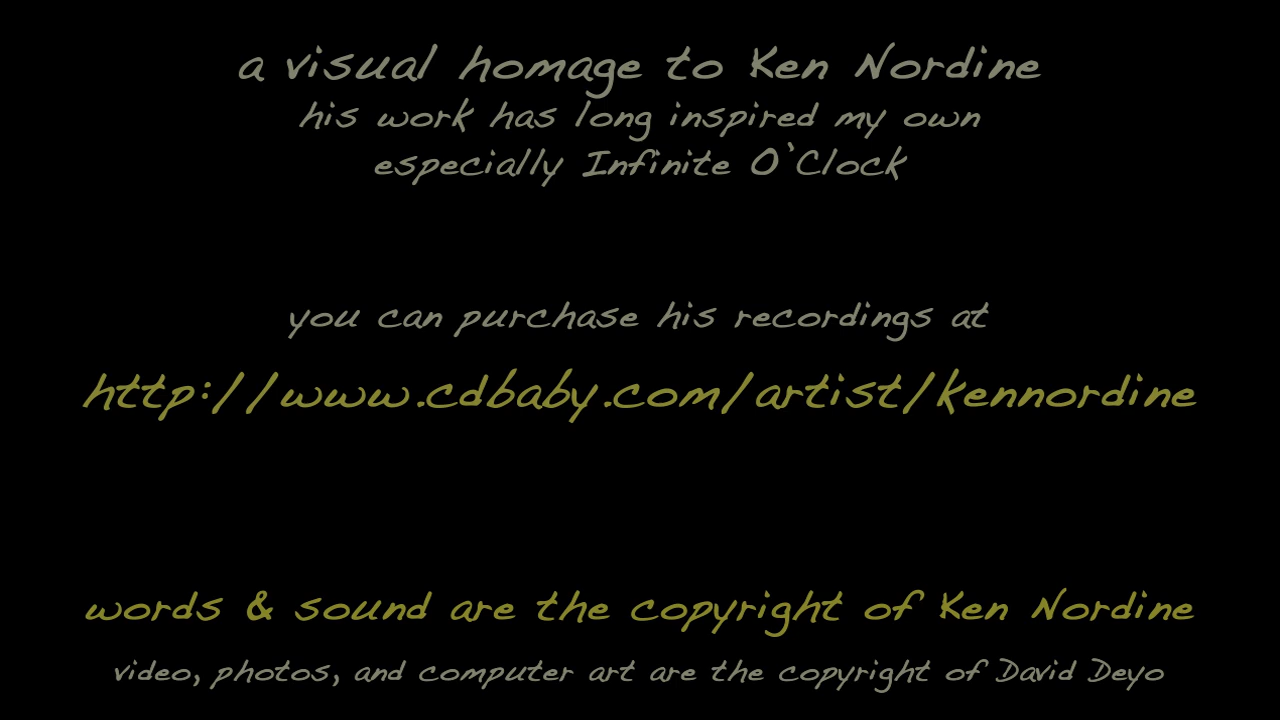 a visual homage to Ken Nordine
his work has long inspired my own
especially Infinite O'Clock
you can purchase his recordings at
http://www.cdbaby.com/artist/kennordine
words & sound are the copyright of Ken Nordine
video, photos, and computer art are the copyright of David Deyo